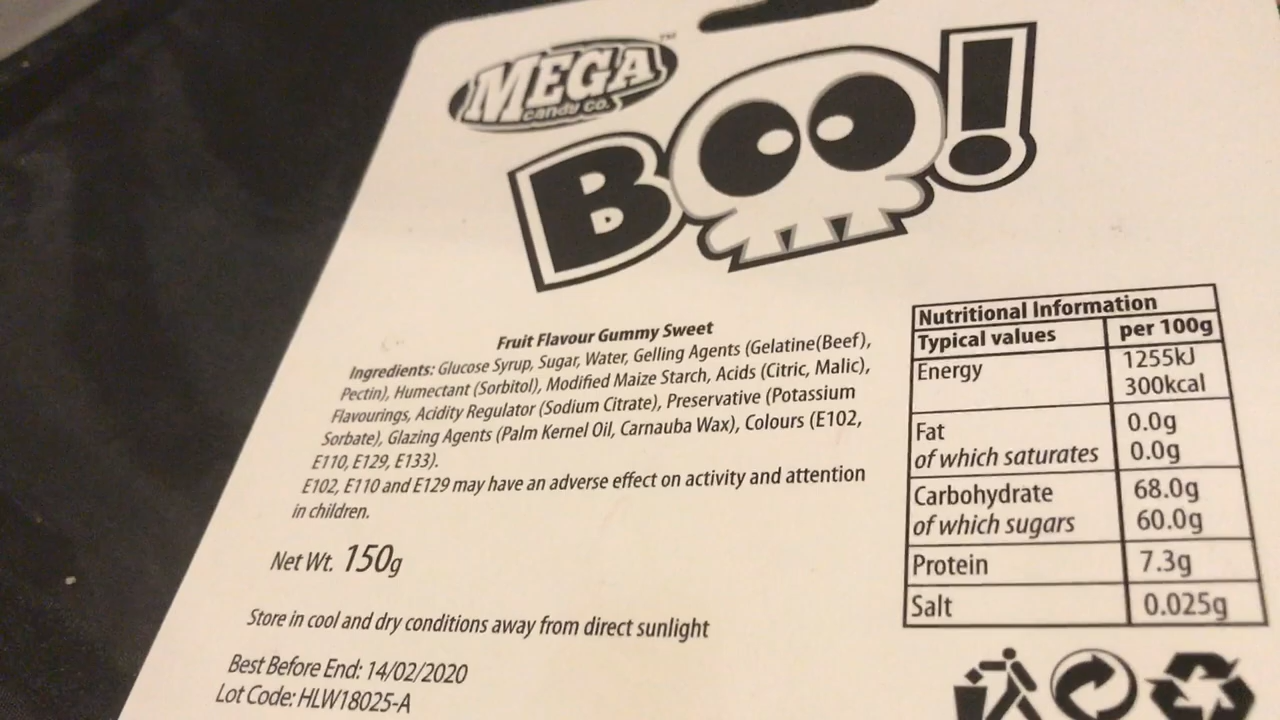 MEGA™
candy co.
BOO!
Fruit Flavour Gummy Sweet
Ingredients: Glucose Syrup, Sugar, Water, Gelling Agents (Gelatine(Beef),
Pectin), Humectant (Sorbitol), Modified Maize Starch, Acids (Citric, Malic),
Flavourings, Acidity Regulator (Sodium Citrate), Preservative (Potassium
Sorbate), Glazing Agents (Palm Kernel Oil, Carnauba Wax), Colours (E102,
E110, E129, E133).
E102, E110 and E129 may have an adverse effect on activity and attention
in children.
Net Wt. 150g
Store in cool and dry conditions away from direct sunlight
Best Before End: 14/02/2020
Lot Code: HLW18025-A
Nutritional Information
Typical values per 100g
Energy 1255kJ
300kcal
Fat 0.0g
of which saturates 0.0g
Carbohydrate 68.0g
of which sugars 60.0g
Protein 7.3g
Salt 0.025g